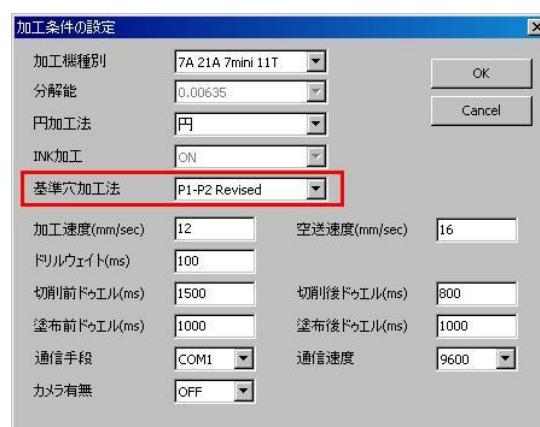 加工条件の設定
加工機種別 7A 21A 7mini 11T
OK
分解能 0.00635
Cancel
円加工法 円
INK加工 ON
基準穴加工法 P1-P2 Revised
加工速度(mm/sec) 12 空送速度(mm/sec) 16
ドリルウェイト(ms) 100
切削前ドゥエル(ms) 1500 切削後ドゥエル(ms) 800
塗布前ドゥエル(ms) 1000 塗布後ドゥエル(ms) 1000
通信手段 COM1 通信速度 9600
カメラ有無 OFF